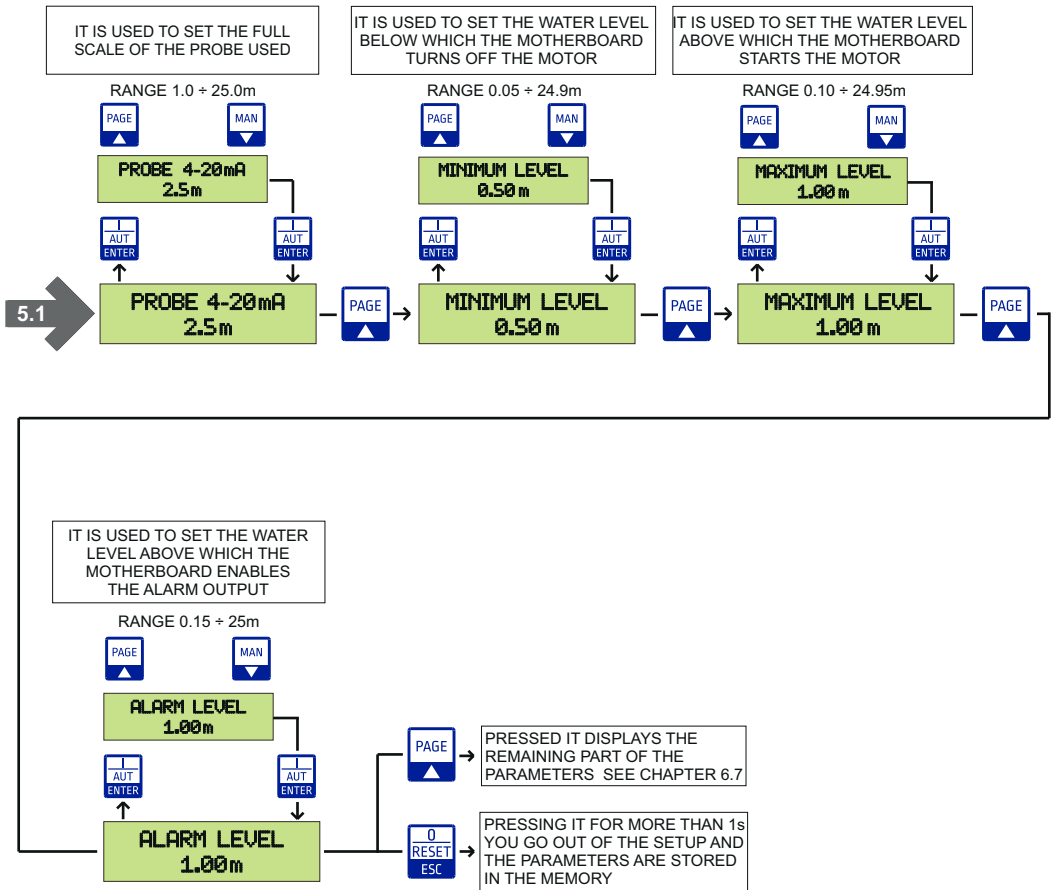 IT IS USED TO SET THE FULL
SCALE OF THE PROBE USED
RANGE 1.0 ÷ 25.0m
PAGE
MAN
PROBE 4-20mA
2.5m
I
AUT
ENTER
I
AUT
ENTER
5.1
PROBE 4-20mA
2.5m
PAGE
IT IS USED TO SET THE WATER LEVEL
BELOW WHICH THE MOTHERBOARD
TURNS OFF THE MOTOR
RANGE 0.05 ÷ 24.9m
PAGE
MAN
MINIMUM LEVEL
0.50 m
I
AUT
ENTER
I
AUT
ENTER
MINIMUM LEVEL
0.50 m
PAGE
IT IS USED TO SET THE WATER LEVEL
ABOVE WHICH THE MOTHERBOARD
STARTS THE MOTOR
RANGE 0.10 ÷ 24.95m
PAGE
MAN
MAXIMUM LEVEL
1.00 m
I
AUT
ENTER
I
AUT
ENTER
MAXIMUM LEVEL
1.00 m
PAGE
IT IS USED TO SET THE WATER
LEVEL ABOVE WHICH THE
MOTHERBOARD ENABLES
THE ALARM OUTPUT
RANGE 0.15 ÷ 25m
PAGE
MAN
ALARM LEVEL
1.00m
I
AUT
ENTER
I
AUT
ENTER
ALARM LEVEL
1.00m
PAGE
PRESSED IT DISPLAYS THE
REMAINING PART OF THE
PARAMETERS SEE CHAPTER 6.7
0
RESET
ESC
PRESSING IT FOR MORE THAN 1s
YOU GO OUT OF THE SETUP AND
THE PARAMETERS ARE STORED
IN THE MEMORY